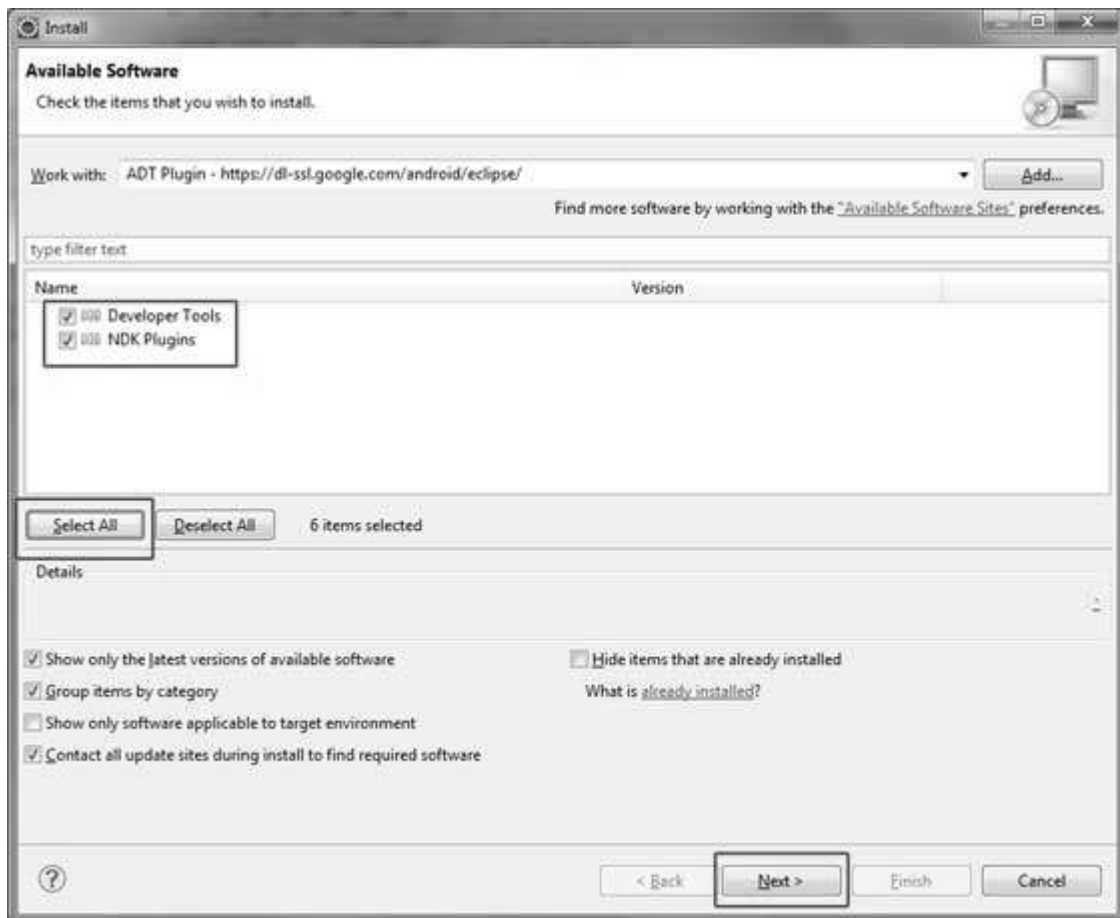 Install
Available Software
Check the items that you wish to install.
Work with: ADT Plugin - https://dl-ssl.google.com/android/eclipse/ Add...
Find more software by working with the "Available Software Sites" preferences.
type filter text
Name Version
Developer Tools
NDK Plugins
Select All Deselect All 6 items selected
Details
Show only the latest versions of available software Hide items that are already installed
Group items by category What is already installed?
Show only software applicable to target environment
Contact all update sites during install to find required software
? < Back Next > Finish Cancel